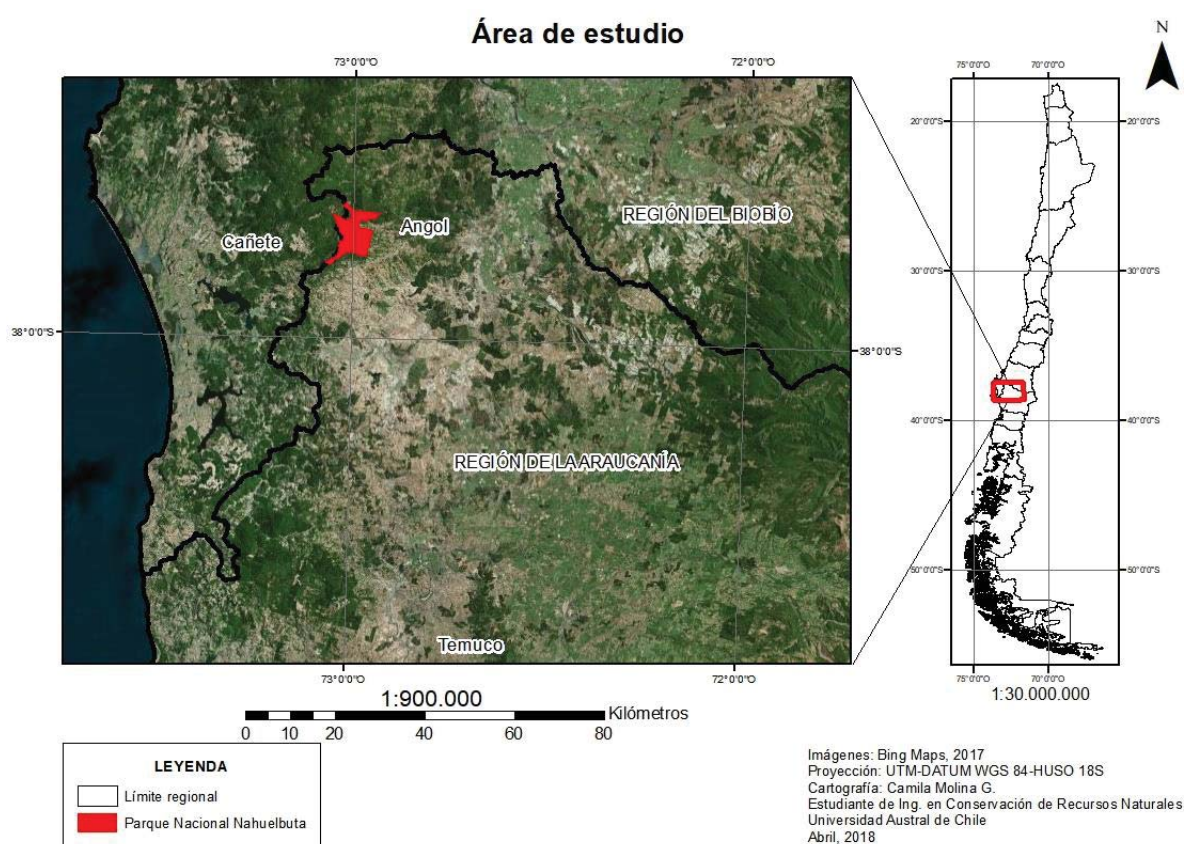 Área de estudio
N
73°0'0"O
72°0'0"O
75°0'0"O
70°0'0"O
20°0'0"S
20°0'0"S
REGIÓN DEL BIOBÍO
Angol
Cañete
30°0'0"S
30°0'0"S
38°0'0"S
38°0'0"S
40°0'0"S
40°0'0"S
REGIÓN DE LA ARAUCANÍA
50°0'0"S
50°0'0"S
Temuco
73°0'0"O
72°0'0"O
75°0'0"O
70°0'0"O
1:900.000
1:30.000.000
Kilómetros
0 10 20 40 60 80
LEYENDA
Límite regional
Parque Nacional Nahuelbuta
Imágenes: Bing Maps, 2017
Proyección: UTM-DATUM WGS 84-HUSO 18S
Cartografía: Camila Molina G.
Estudiante de Ing. en Conservación de Recursos Naturales
Universidad Austral de Chile
Abril, 2018